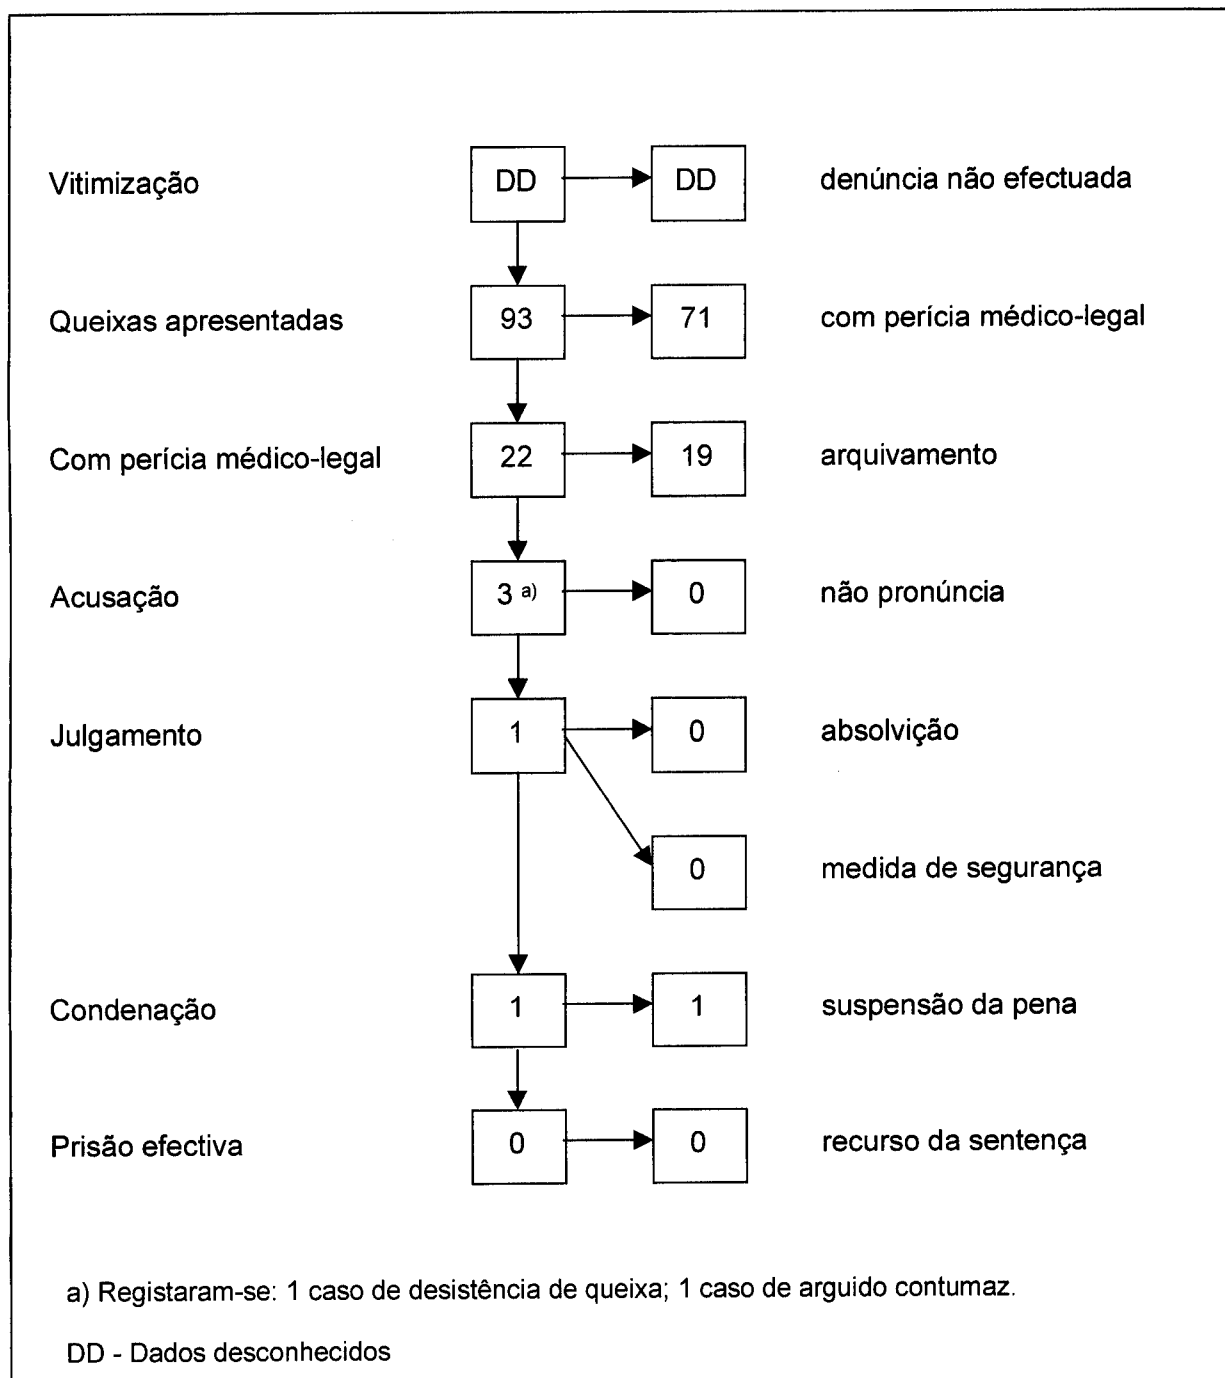 Vitimização DD DD denúncia não efectuada
Queixas apresentadas 93 71 com perícia médico-legal
Com perícia médico-legal 22 19 arquivamento
Acusação 3 a) 0 não pronúncia
Julgamento 1 0 absolvição
0 medida de segurança
Condenação 1 1 suspensão da pena
Prisão efectiva 0 0 recurso da sentença
a) Registaram-se: 1 caso de desistência de queixa; 1 caso de arguido contumaz.
DD - Dados desconhecidos